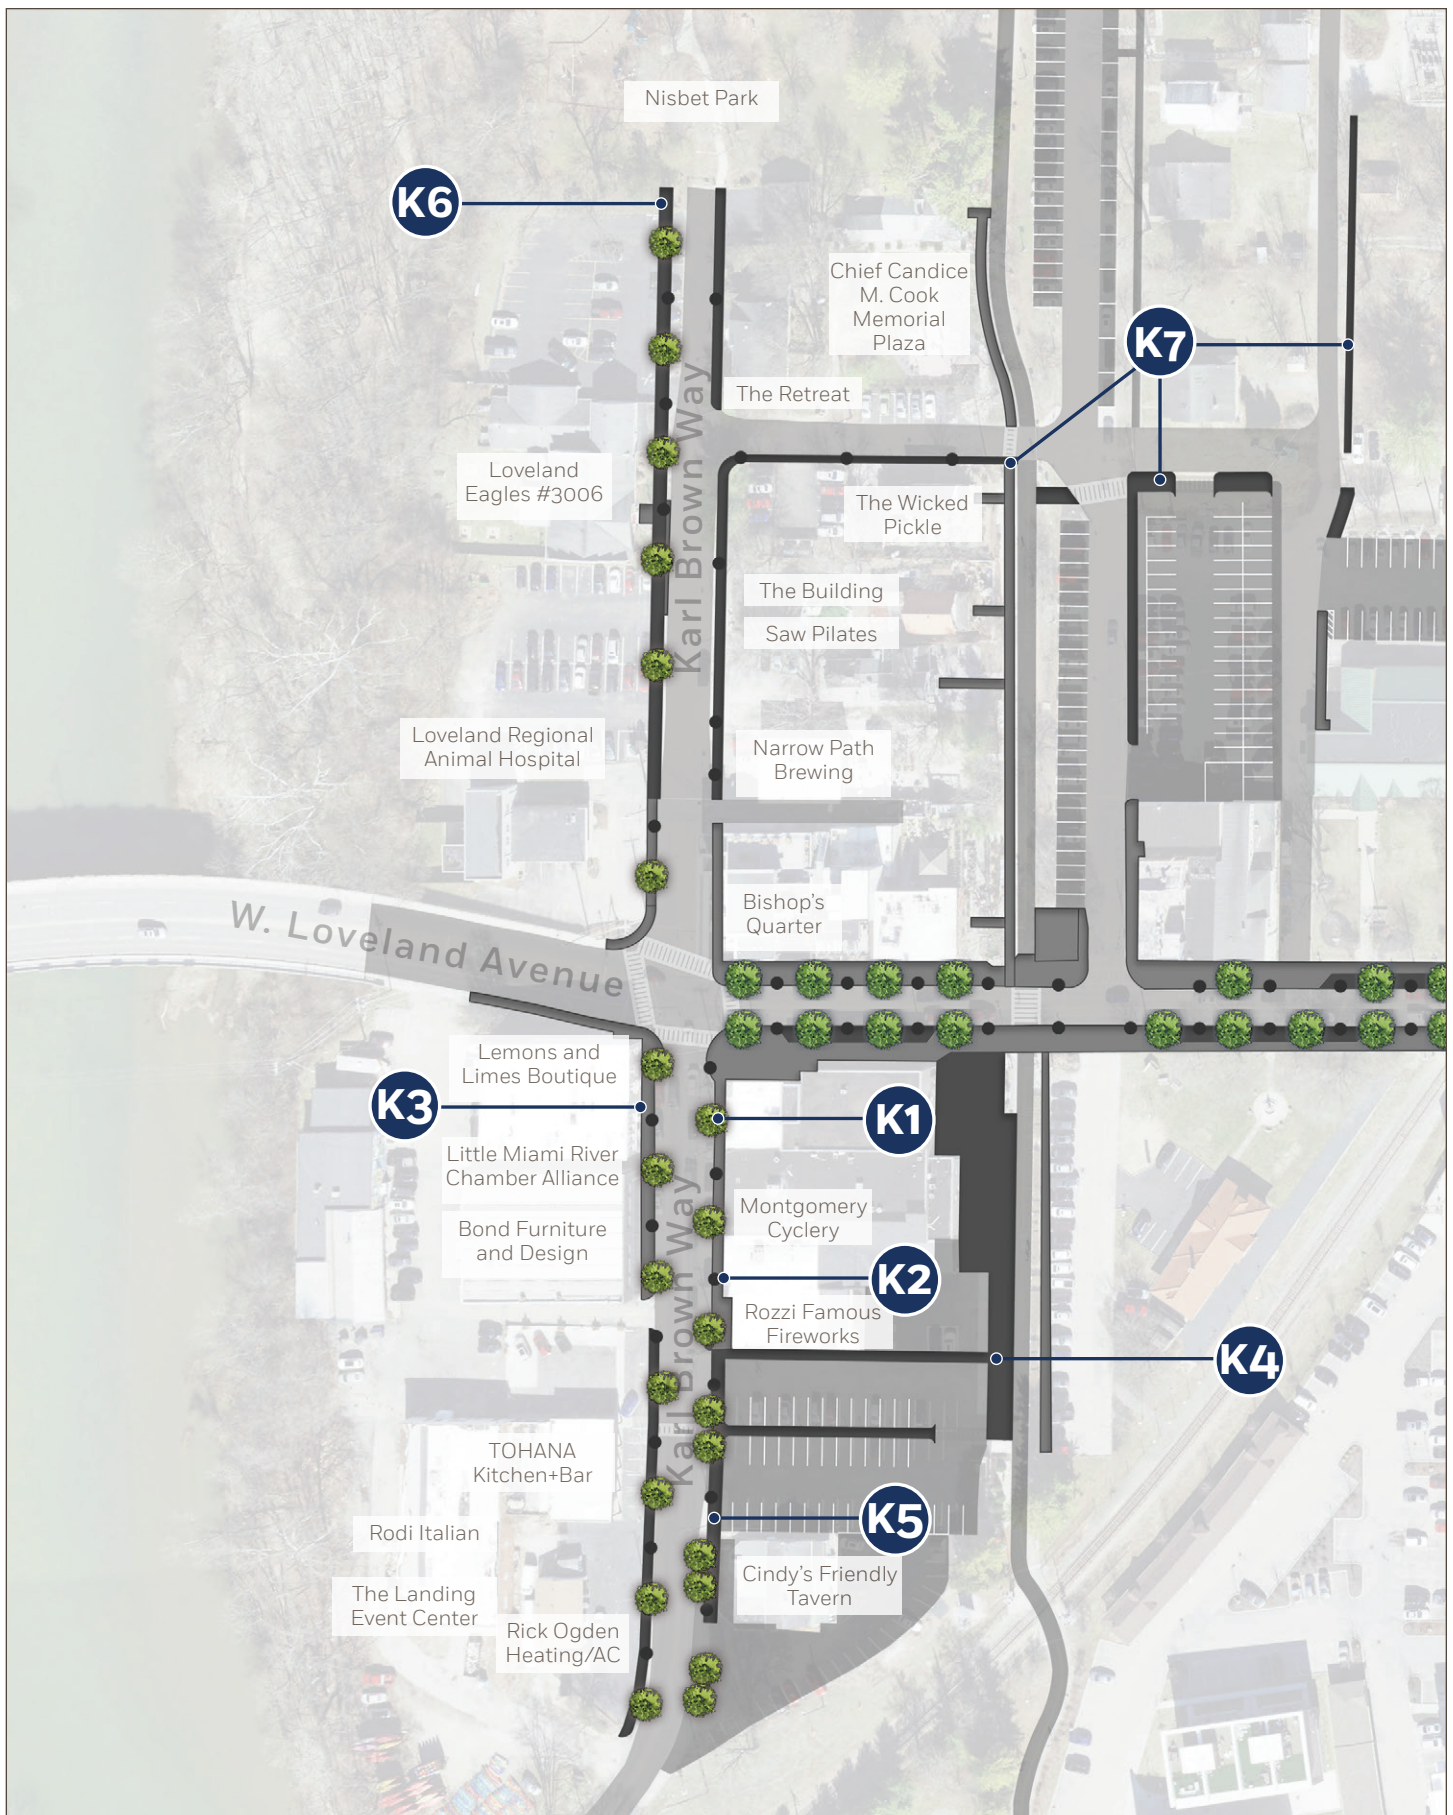 Nisbet Park
K6
Chief Candice
M. Cook
Memorial
Plaza
K7
The Retreat
Karl Brown Way
Loveland
Eagles #3006
The Wicked
Pickle
The Building
Saw Pilates
Loveland Regional
Animal Hospital
Narrow Path
Brewing
Bishop's
Quarter
W. Loveland Avenue
Lemons and
Limes Boutique
K3
K1
Little Miami River
Chamber Alliance
Karl Brown Way
Montgomery
Cyclery
Bond Furniture
and Design
K2
Rozzi Famous
Fireworks
K4
TOHANA
Kitchen+Bar
K5
Rodi Italian
Cindy's Friendly
Tavern
The Landing
Event Center
Rick Ogden
Heating/AC